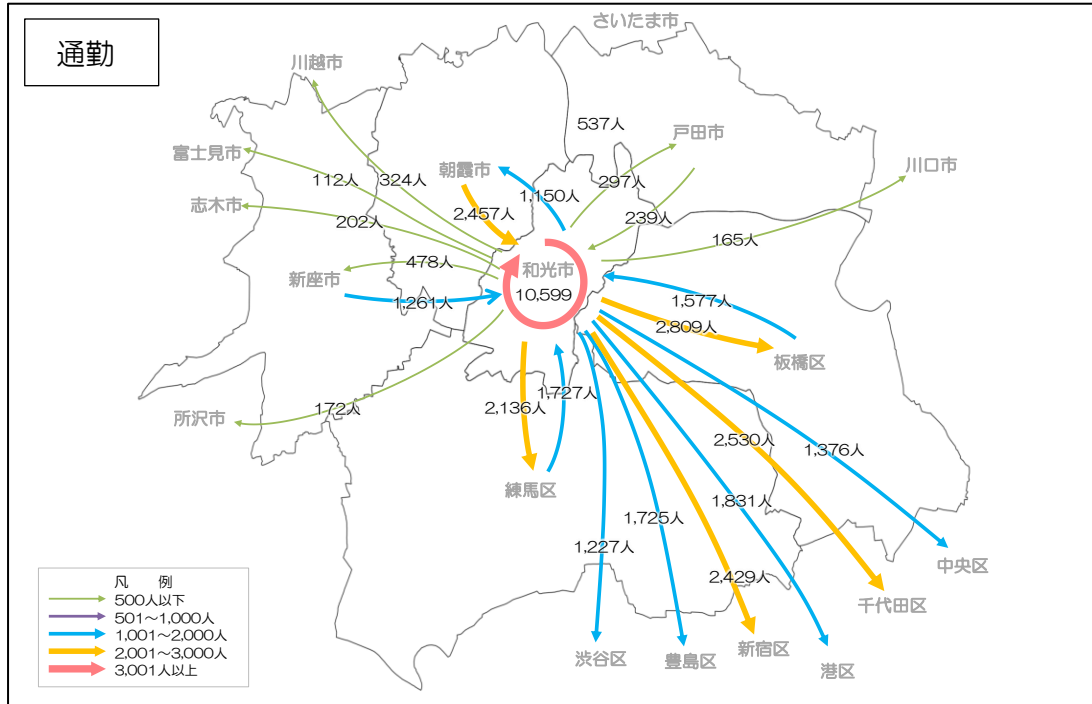 通勤
さいたま市
川越市
537人
戸田市
富士見市
朝霞市
川口市
112人
324人
1,150人
297人
志木市
2,457人
239人
202人
165人
478人
和光市
新座市
10,599
1,261人
1,577人
2,809人
板橋区
172人
2,136人
1,727人
所沢市
2,530人
1,376人
練馬区
1,831人
1,725人
1,227人
中央区
2,429人
千代田区
渋谷区
豊島区
新宿区
港区
凡 例
500人以下
501～1,000人
1,001～2,000人
2,001～3,000人
3,001人以上